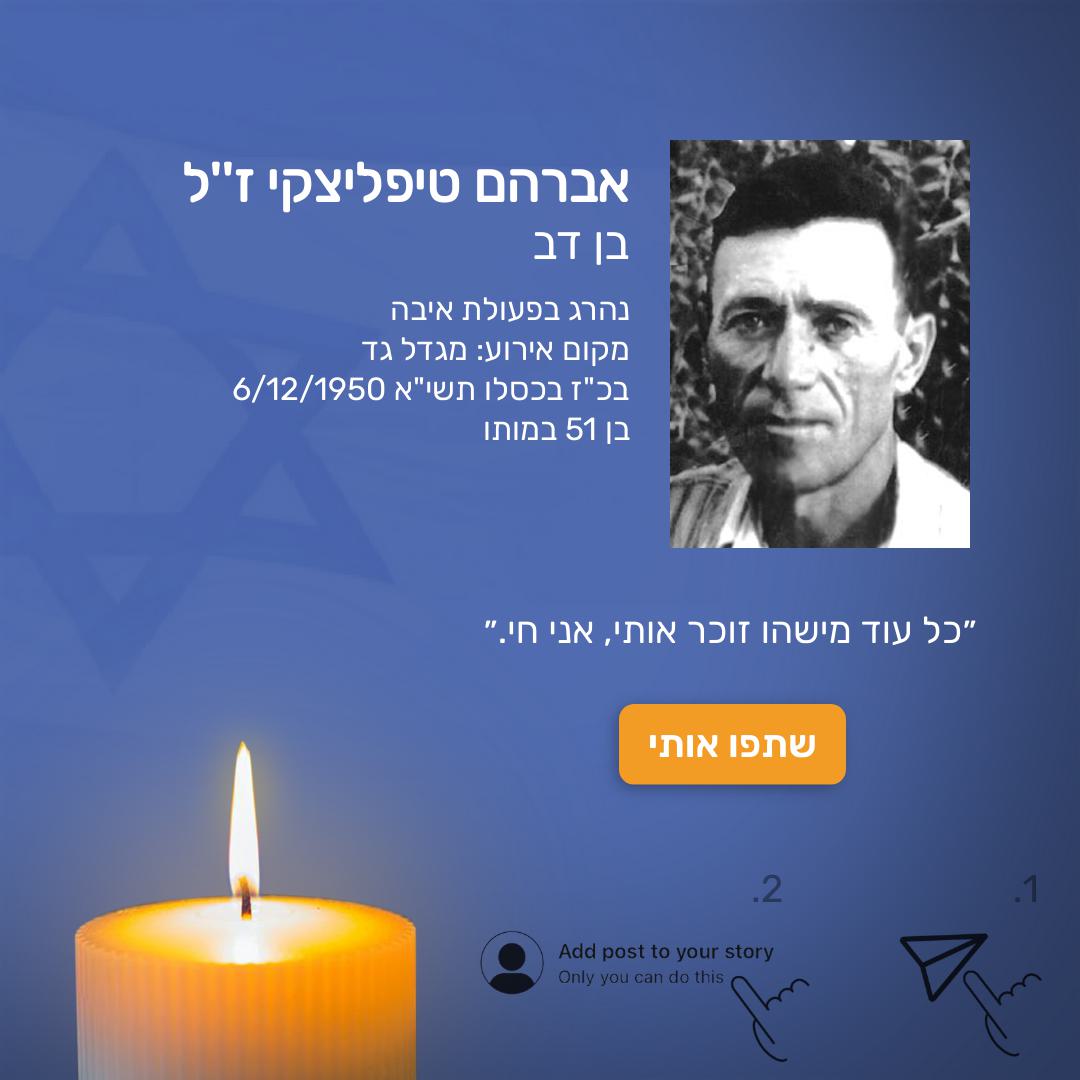 אברהם טיפליצקי ז"ל
בן דב
נהרג בפעולת איבה
מקום אירוע: מגדל גד
בכ"ז בכסלו תשי"א 6/12/1950
בן 51 במותו
״כל עוד מישהו זוכר אותי, אני חי.״
שתפו אותי
1.
2.
Add post to your story
Only you can do this